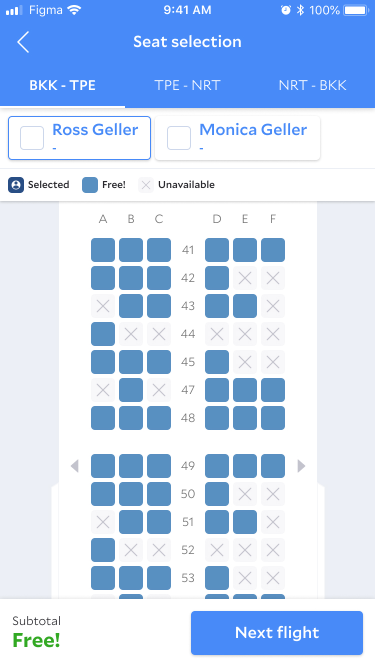 Figma 9:41 AM 100%
Seat selection
BKK - TPE TPE - NRT NRT - BKK
Ross Geller Monica Geller
- -
Selected Free! Unavailable
A B C D E F
41
42
43
44
45
47
48
49
50
51
52
53
Subtotal
Free!
Next flight